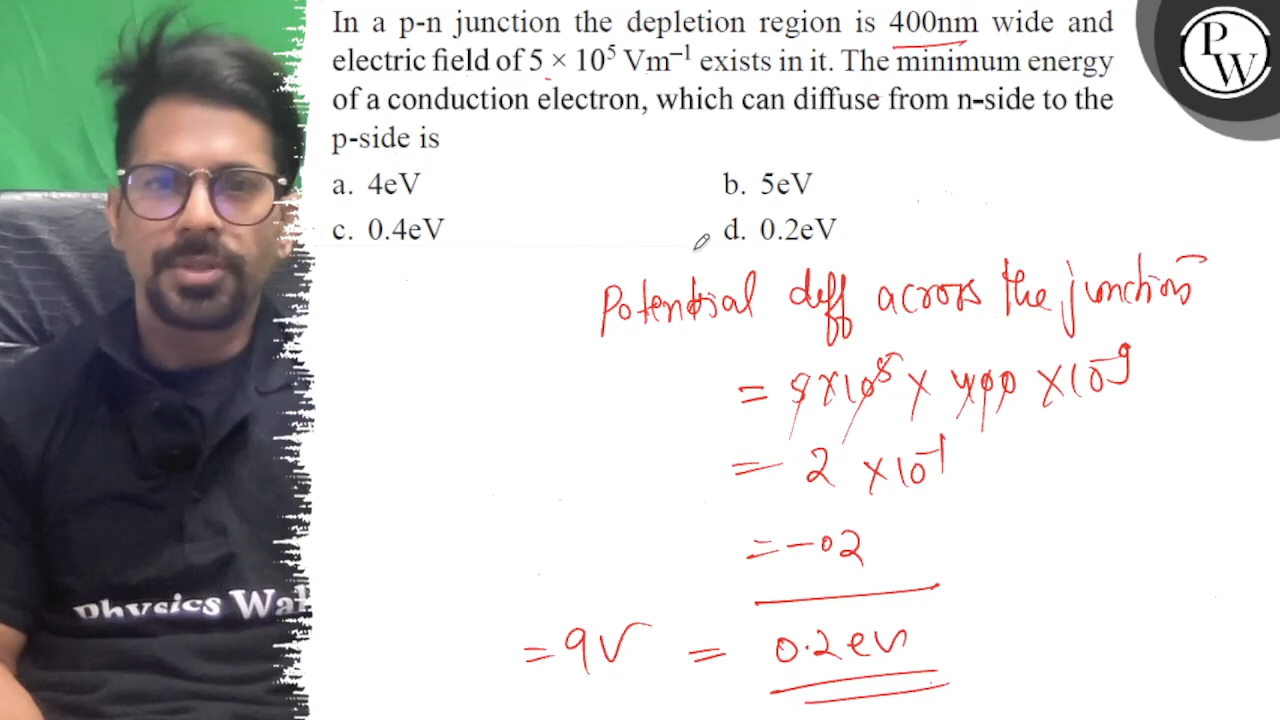 In a p-n junction the depletion region is 400nm wide and
electric field of 5 × 10⁵ Vm⁻¹ exists in it. The minimum energy
of a conduction electron, which can diffuse from n-side to the
p-side is
a. 4eV b. 5eV
c. 0.4eV d. 0.2eV
Potential diff across the junction
= 5×10⁵ × 400 ×10⁻⁹
= 2 ×10⁻¹
= -02
= qV = 0.2 ev
PW
Physics Wal